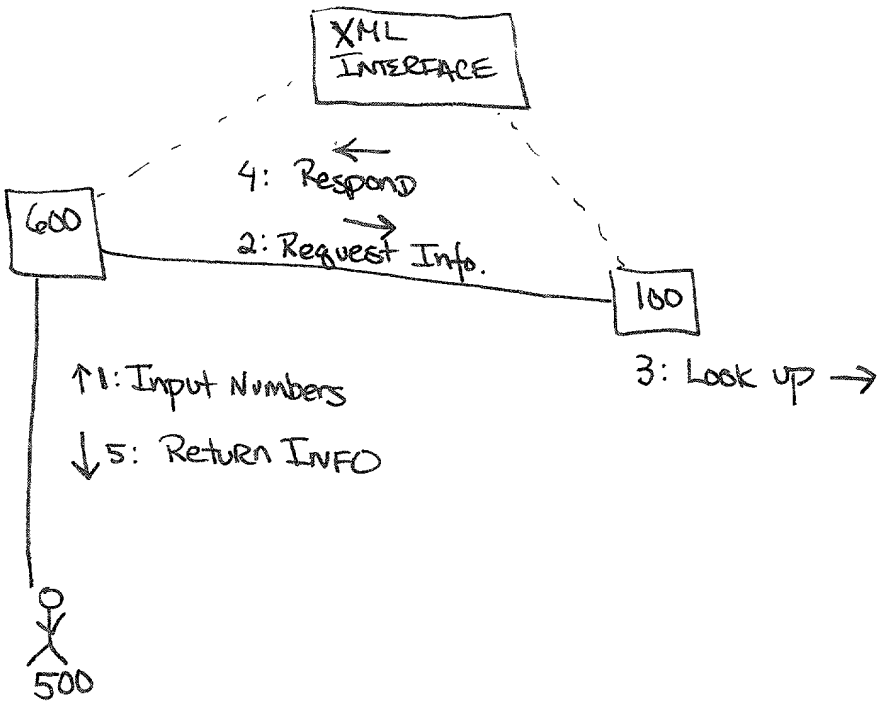 XML
INTERFACE
4: Respond
600
2: Request Info.
100
3: Look up
1: Input Numbers
5: Return INFO
500